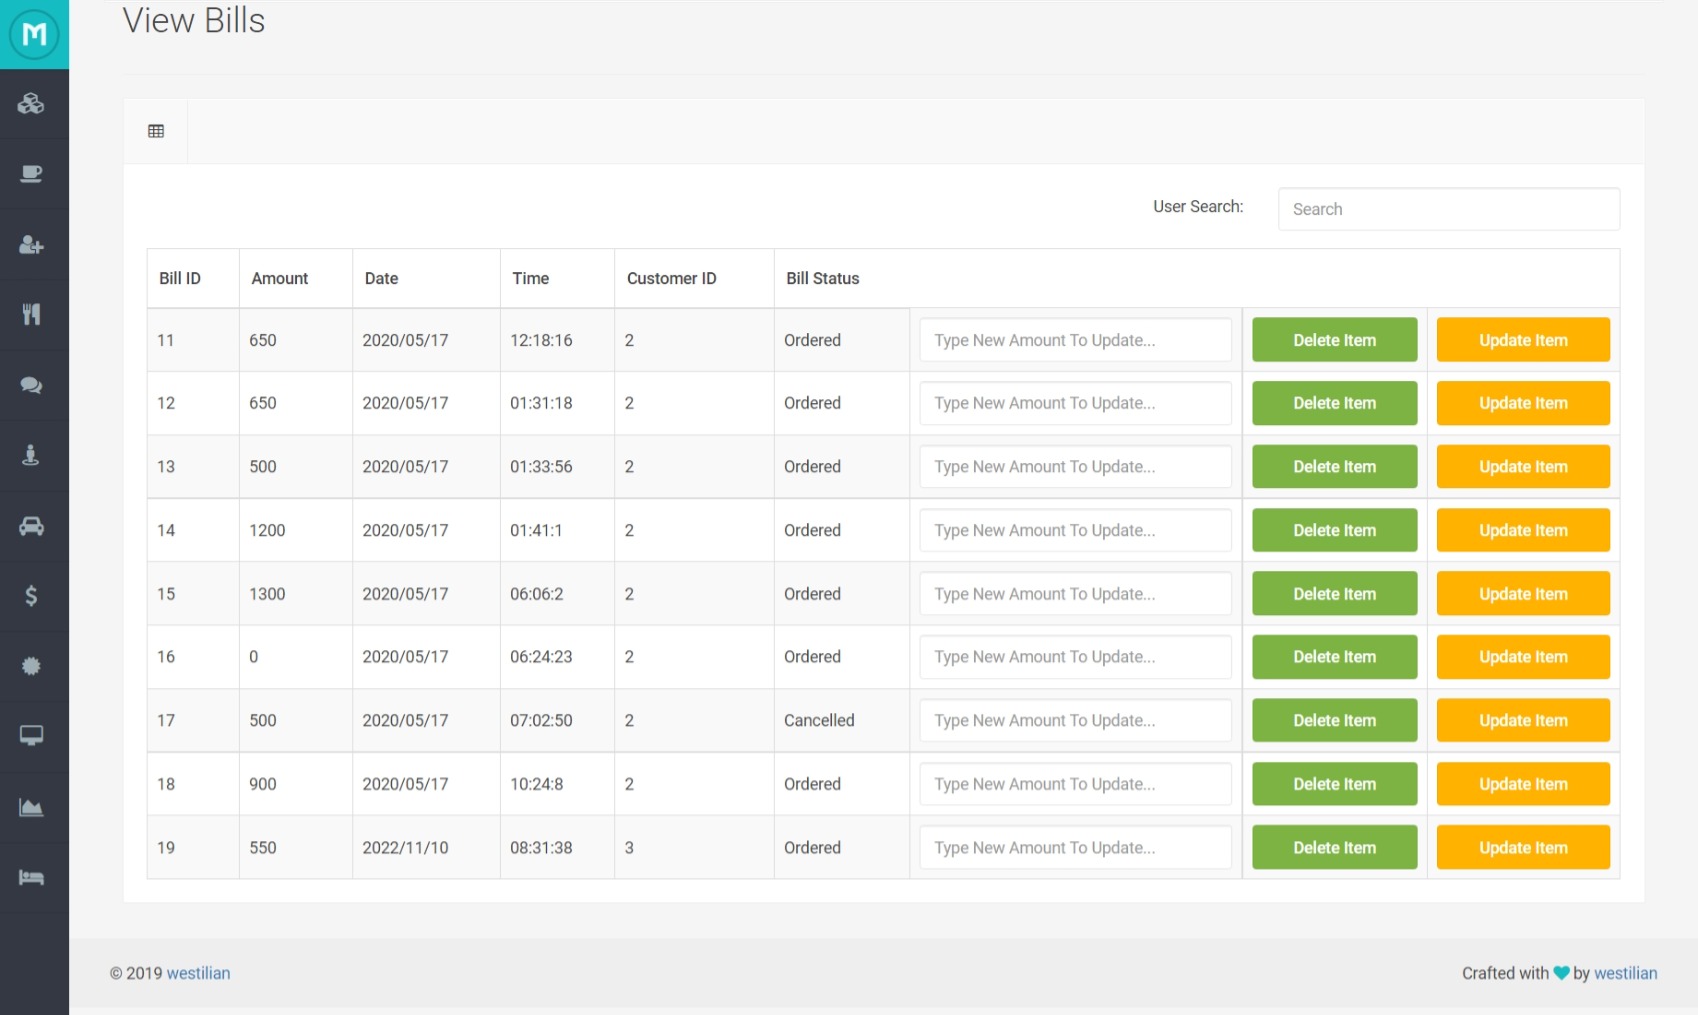 M
View Bills
User Search: Search
Bill ID Amount Date Time Customer ID Bill Status
11 650 2020/05/17 12:18:16 2 Ordered Type New Amount To Update... Delete Item Update Item
12 650 2020/05/17 01:31:18 2 Ordered Type New Amount To Update... Delete Item Update Item
13 500 2020/05/17 01:33:56 2 Ordered Type New Amount To Update... Delete Item Update Item
14 1200 2020/05/17 01:41:1 2 Ordered Type New Amount To Update... Delete Item Update Item
15 1300 2020/05/17 06:06:2 2 Ordered Type New Amount To Update... Delete Item Update Item
16 0 2020/05/17 06:24:23 2 Ordered Type New Amount To Update... Delete Item Update Item
17 500 2020/05/17 07:02:50 2 Cancelled Type New Amount To Update... Delete Item Update Item
18 900 2020/05/17 10:24:8 2 Ordered Type New Amount To Update... Delete Item Update Item
19 550 2022/11/10 08:31:38 3 Ordered Type New Amount To Update... Delete Item Update Item
© 2019 westilian Crafted with by westilian